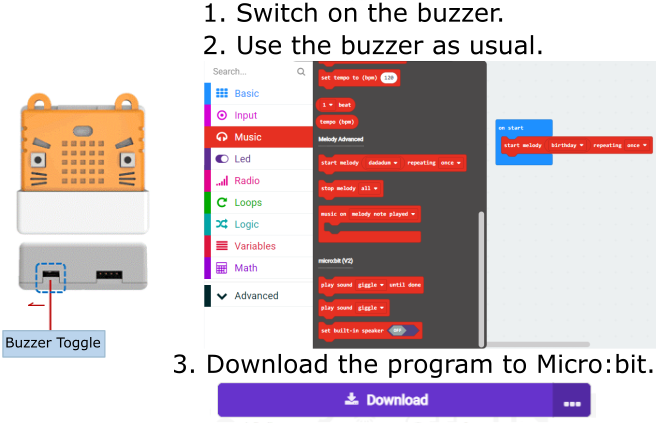 1. Switch on the buzzer.
2. Use the buzzer as usual.
Search...
Basic
Input
Music
Led
Radio
Loops
Logic
Variables
Math
Advanced
set tempo to (bpm) 120
1 beat
tempo (bpm)
Melody Advanced
start melody dadadum repeating once
stop melody all
music on melody note played
micro:bit (V2)
play sound giggle until done
play sound giggle
set built-in speaker OFF
on start
start melody birthday repeating once
Buzzer Toggle
3. Download the program to Micro:bit.
Download